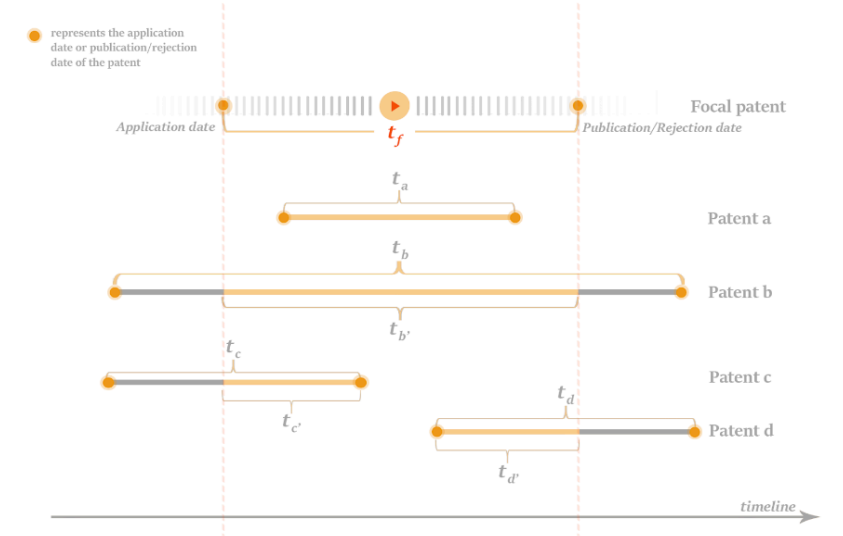 represents the application
date or publication/rejection
date of the patent
Focal patent
Application date
t_f
Publication/Rejection date
t_a
Patent a
t_b
Patent b
t_b'
t_c
Patent c
t_d
t_c'
Patent d
t_d'
timeline